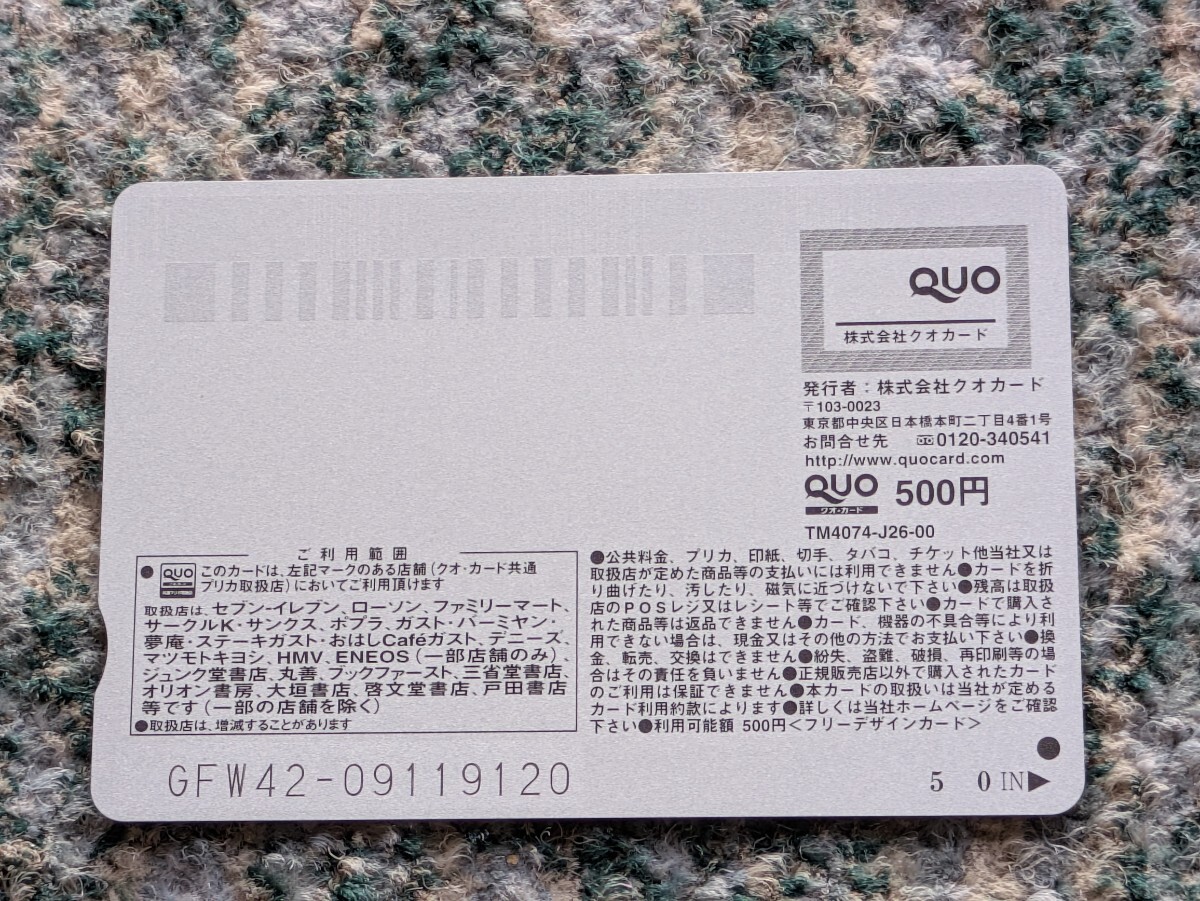 QUO
株式会社クオカード
発行者：株式会社クオカード
〒103-0023
東京都中央区日本橋本町二丁目4番1号
お問合せ先 0120-340541
http://www.quocard.com
QUO 500円
クオ・カード
TM4074-J26-00
ご利用範囲
●QUO このカードは、左記マークのある店舗（クオ・カード共通
プリカ取扱店）においてご利用頂けます
取扱店は、セブン-イレブン、ローソン、ファミリーマート、
サークルK・サンクス、ポプラ、ガスト・バーミヤン・
夢庵・ステーキガスト・おはしCaféガスト、デニーズ、
マツモトキヨシ、HMV、ENEOS（一部店舗のみ）、
ジュンク堂書店、丸善、ブックファースト、三省堂書店、
オリオン書房、大垣書店、啓文堂書店、戸田書店
等です（一部の店舗を除く）
●取扱店は、増減することがあります
●公共料金、プリカ、印紙、切手、タバコ、チケット他当社又は
取扱店が定めた商品等の支払いには利用できません●カードを折
り曲げたり、汚したり、磁気に近づけないで下さい●残高は取扱
店のPOSレジ又はレシート等でご確認下さい●カードで購入さ
れた商品等は返品できません●カード、機器の不具合等により利
用できない場合は、現金又はその他の方法でお支払い下さい●換
金、転売、交換はできません●紛失、盗難、破損、再印刷等の場
合はその責任を負いません●正規販売店以外で購入されたカード
のご利用は保証できません●本カードの取扱いは当社が定める
カード利用約款によります●詳しくは当社ホームページをご確認
下さい●利用可能額 500円＜フリーデザインカード＞
GFW42-09119120
5 0 IN▶